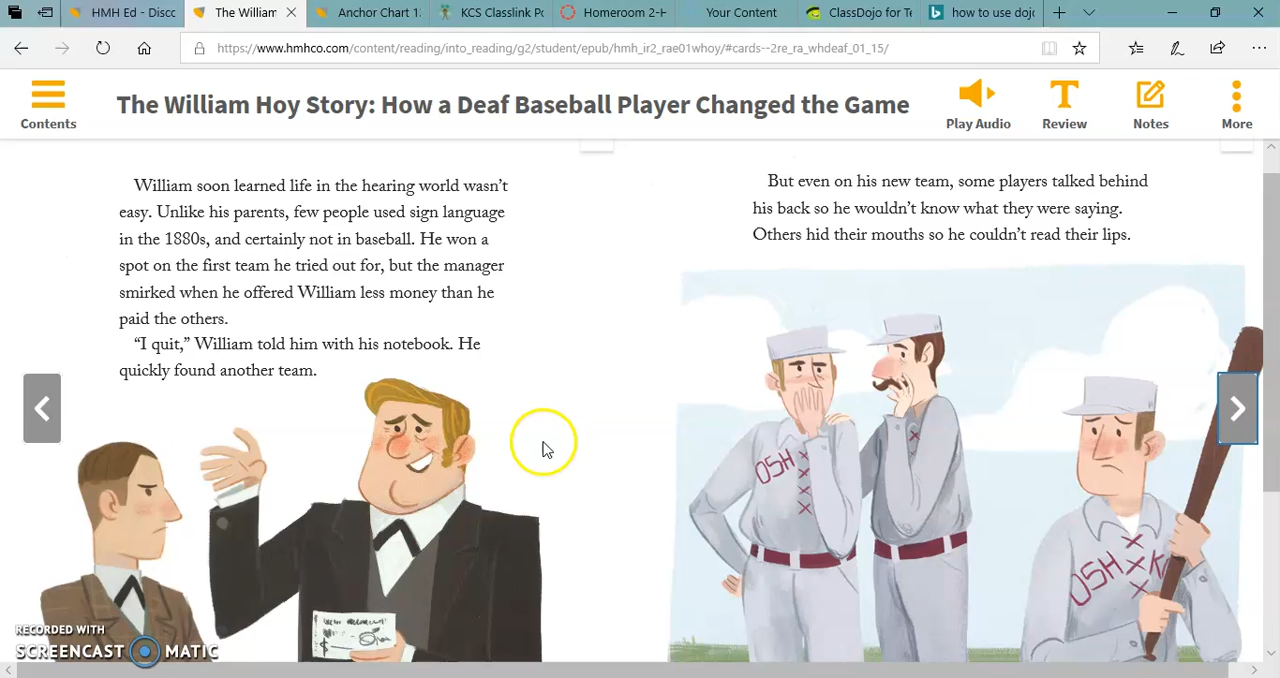 HMH Ed - Discc
The William
Anchor Chart 1.
KCS Classlink Po
Homeroom 2-H
Your Content
ClassDojo for Te
how to use dojo
https://www.hmhco.com/content/reading/into_reading/g2/student/epub/hmh_ir2_rae01whoy/#cards--2re_ra_whdeaf_01_15/
Contents
The William Hoy Story: How a Deaf Baseball Player Changed the Game
Play Audio
Review
Notes
More
William soon learned life in the hearing world wasn't
easy. Unlike his parents, few people used sign language
in the 1880s, and certainly not in baseball. He won a
spot on the first team he tried out for, but the manager
smirked when he offered William less money than he
paid the others.
"I quit," William told him with his notebook. He
quickly found another team.
But even on his new team, some players talked behind
his back so he wouldn't know what they were saying.
Others hid their mouths so he couldn't read their lips.
OSH
OSH K
RECORDED WITH
SCREENCAST MATIC